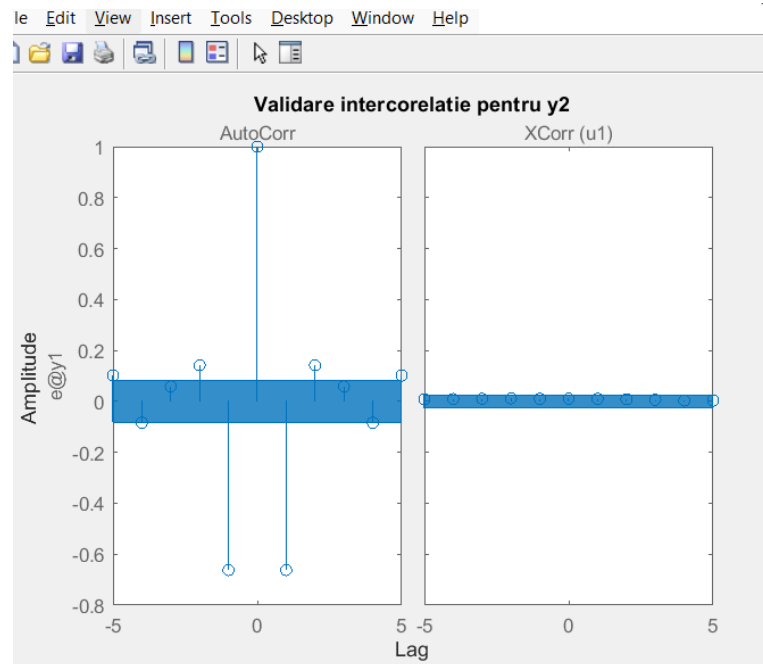 le Edit View Insert Tools Desktop Window Help
Validare intercorelatie pentru y2
AutoCorr XCorr (u1)
1
0.8
0.6
0.4
0.2
0
-0.2
-0.4
-0.6
-0.8
Amplitude
e@y1
-5 0 5 -5 0 5
Lag